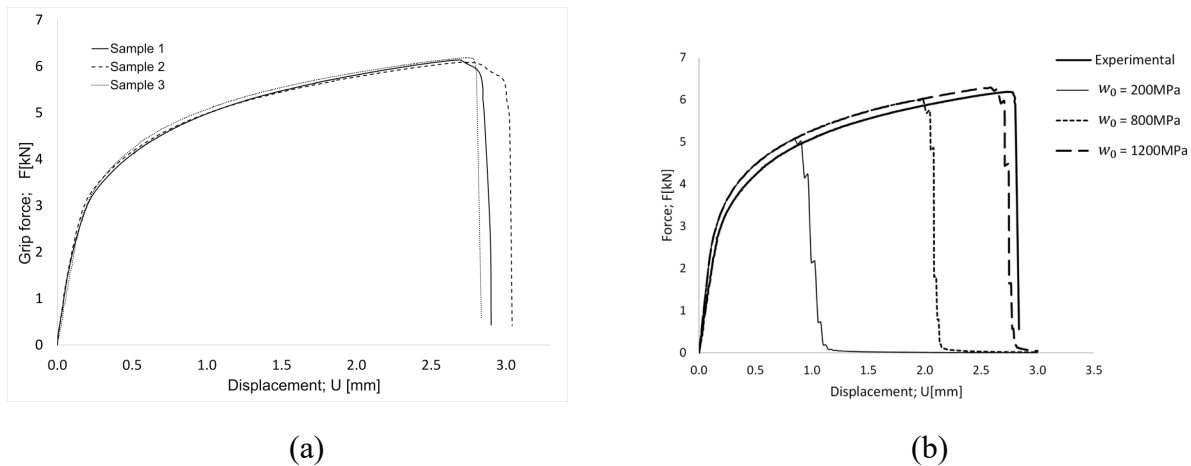 7
6
5
4
3
2
1
0
Grip force; F[kN]
Sample 1
Sample 2
Sample 3
0.0 0.5 1.0 1.5 2.0 2.5 3.0
Displacement; U [mm]
(a)
7
6
5
4
3
2
1
0
Force; F[kN]
Experimental
w₀ = 200MPa
w₀ = 800MPa
w₀ = 1200MPa
0.0 0.5 1.0 1.5 2.0 2.5 3.0 3.5
Displacement; U[mm]
(b)